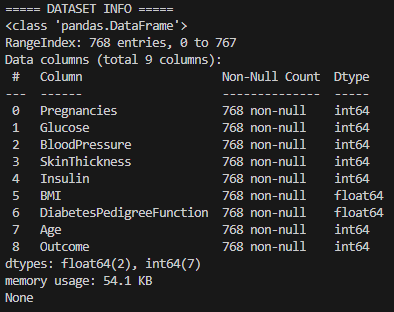 ===== DATASET INFO =====
<class 'pandas.DataFrame'>
RangeIndex: 768 entries, 0 to 767
Data columns (total 9 columns):
 #   Column                    Non-Null Count  Dtype
---  ------                    --------------  -----
 0   Pregnancies               768 non-null    int64
 1   Glucose                   768 non-null    int64
 2   BloodPressure             768 non-null    int64
 3   SkinThickness             768 non-null    int64
 4   Insulin                   768 non-null    int64
 5   BMI                       768 non-null    float64
 6   DiabetesPedigreeFunction  768 non-null    float64
 7   Age                       768 non-null    int64
 8   Outcome                   768 non-null    int64
dtypes: float64(2), int64(7)
memory usage: 54.1 KB
None